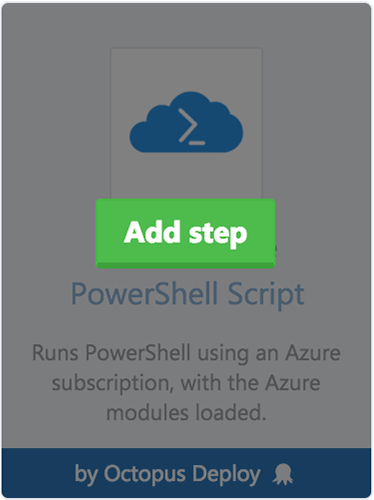 Add step
PowerShell Script
Runs PowerShell using an Azure
subscription, with the Azure
modules loaded.
by Octopus Deploy